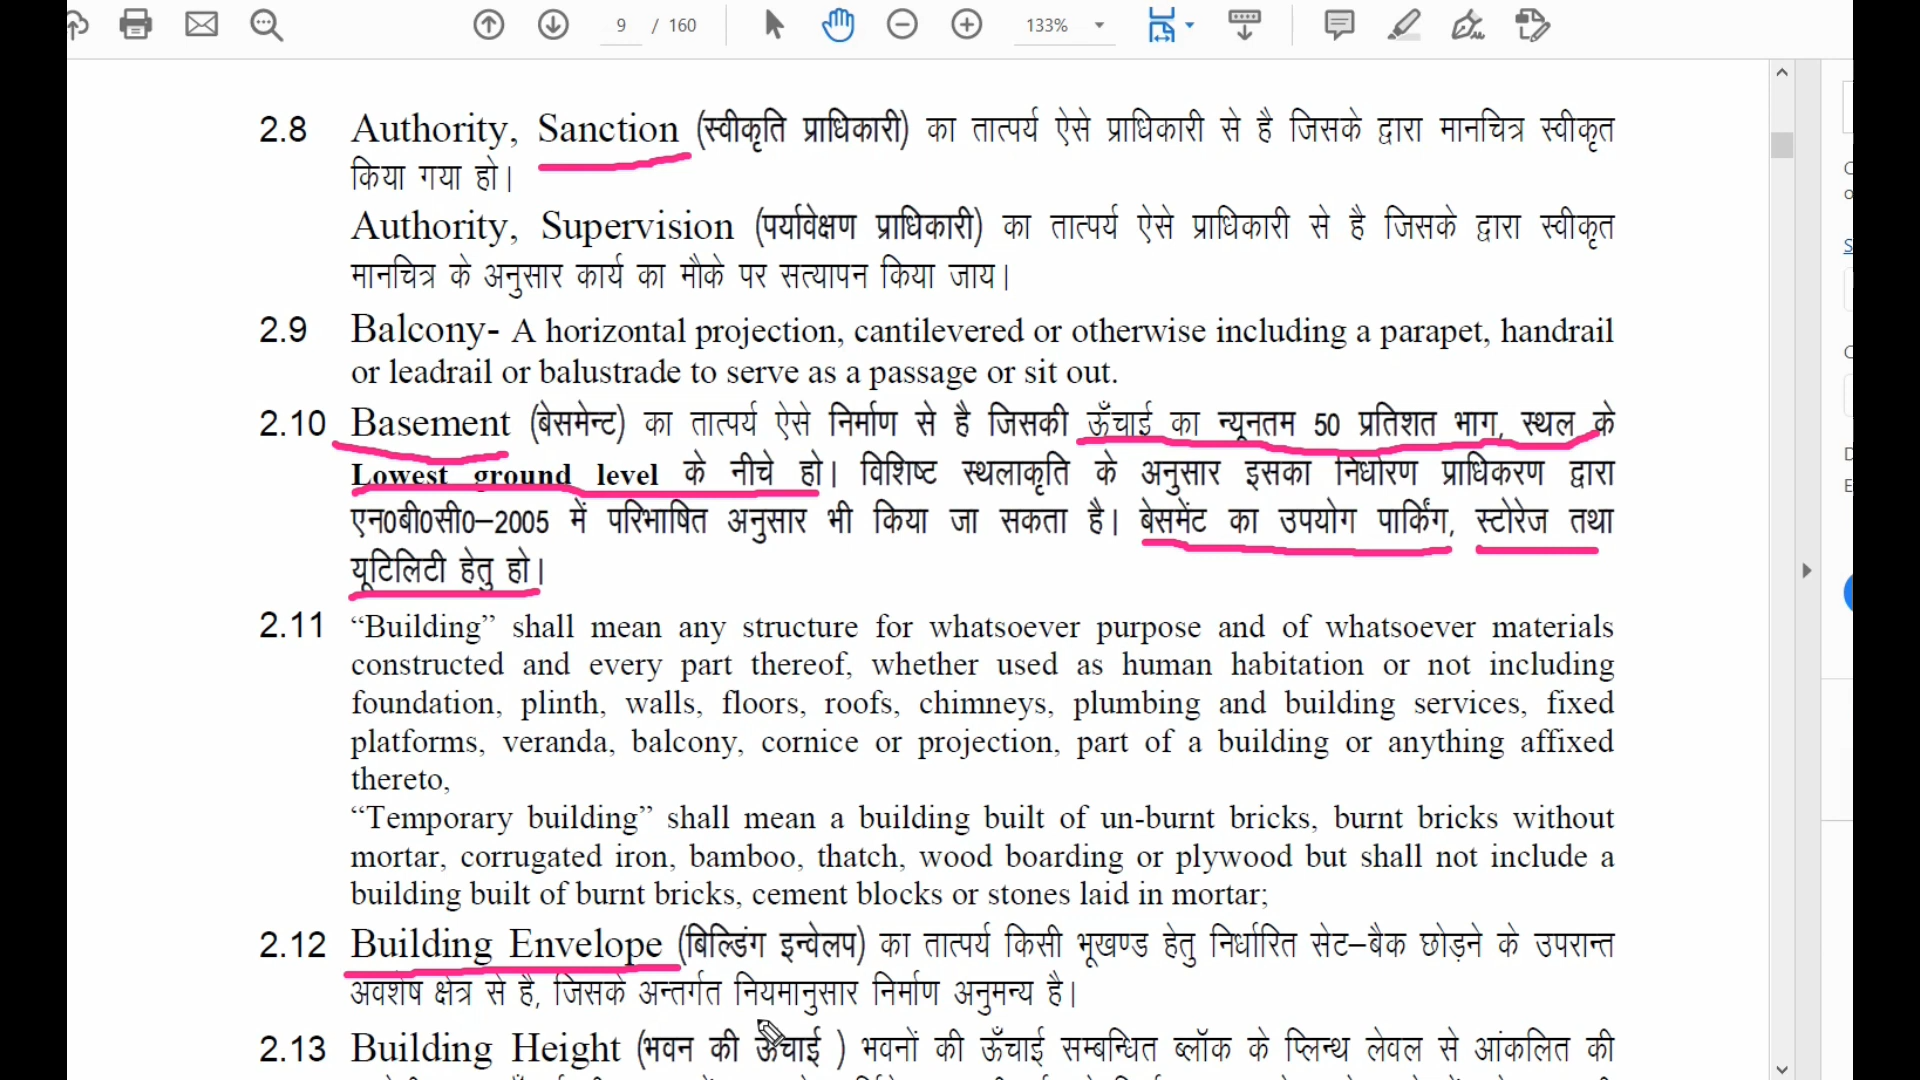 9 / 160 133%
2.8 Authority, Sanction (स्वीकृति प्राधिकारी) का तात्पर्य ऐसे प्राधिकारी से है जिसके द्वारा मानचित्र स्वीकृत
किया गया हो।
Authority, Supervision (पर्यावेक्षण प्राधिकारी) का तात्पर्य ऐसे प्राधिकारी से है जिसके द्वारा स्वीकृत
मानचित्र के अनुसार कार्य का मौके पर सत्यापन किया जाय।
2.9 Balcony- A horizontal projection, cantilevered or otherwise including a parapet, handrail
or leadrail or balustrade to serve as a passage or sit out.
2.10 Basement (बेसमेन्ट) का तात्पर्य ऐसे निर्माण से है जिसकी ऊँचाई का न्यूनतम 50 प्रतिशत भाग, स्थल के
Lowest ground level के नीचे हो। विशिष्ट स्थलाकृति के अनुसार इसका निर्धारण प्राधिकरण द्वारा
एन0बी0सी0–2005 में परिभाषित अनुसार भी किया जा सकता है। बेसमेंट का उपयोग पार्किंग, स्टोरेज तथा
यूटिलिटी हेतु हो।
2.11 “Building” shall mean any structure for whatsoever purpose and of whatsoever materials
constructed and every part thereof, whether used as human habitation or not including
foundation, plinth, walls, floors, roofs, chimneys, plumbing and building services, fixed
platforms, veranda, balcony, cornice or projection, part of a building or anything affixed
thereto,
“Temporary building” shall mean a building built of un-burnt bricks, burnt bricks without
mortar, corrugated iron, bamboo, thatch, wood boarding or plywood but shall not include a
building built of burnt bricks, cement blocks or stones laid in mortar;
2.12 Building Envelope (बिल्डिंग इन्वेलप) का तात्पर्य किसी भूखण्ड हेतु निर्धारित सेट–बैक छोड़ने के उपरान्त
अवशेष क्षेत्र से है, जिसके अन्तर्गत नियमानुसार निर्माण अनुमन्य है।
2.13 Building Height (भवन की ऊँचाई ) भवनों की ऊँचाई सम्बन्धित ब्लॉक के प्लिन्थ लेवल से आंकलित की